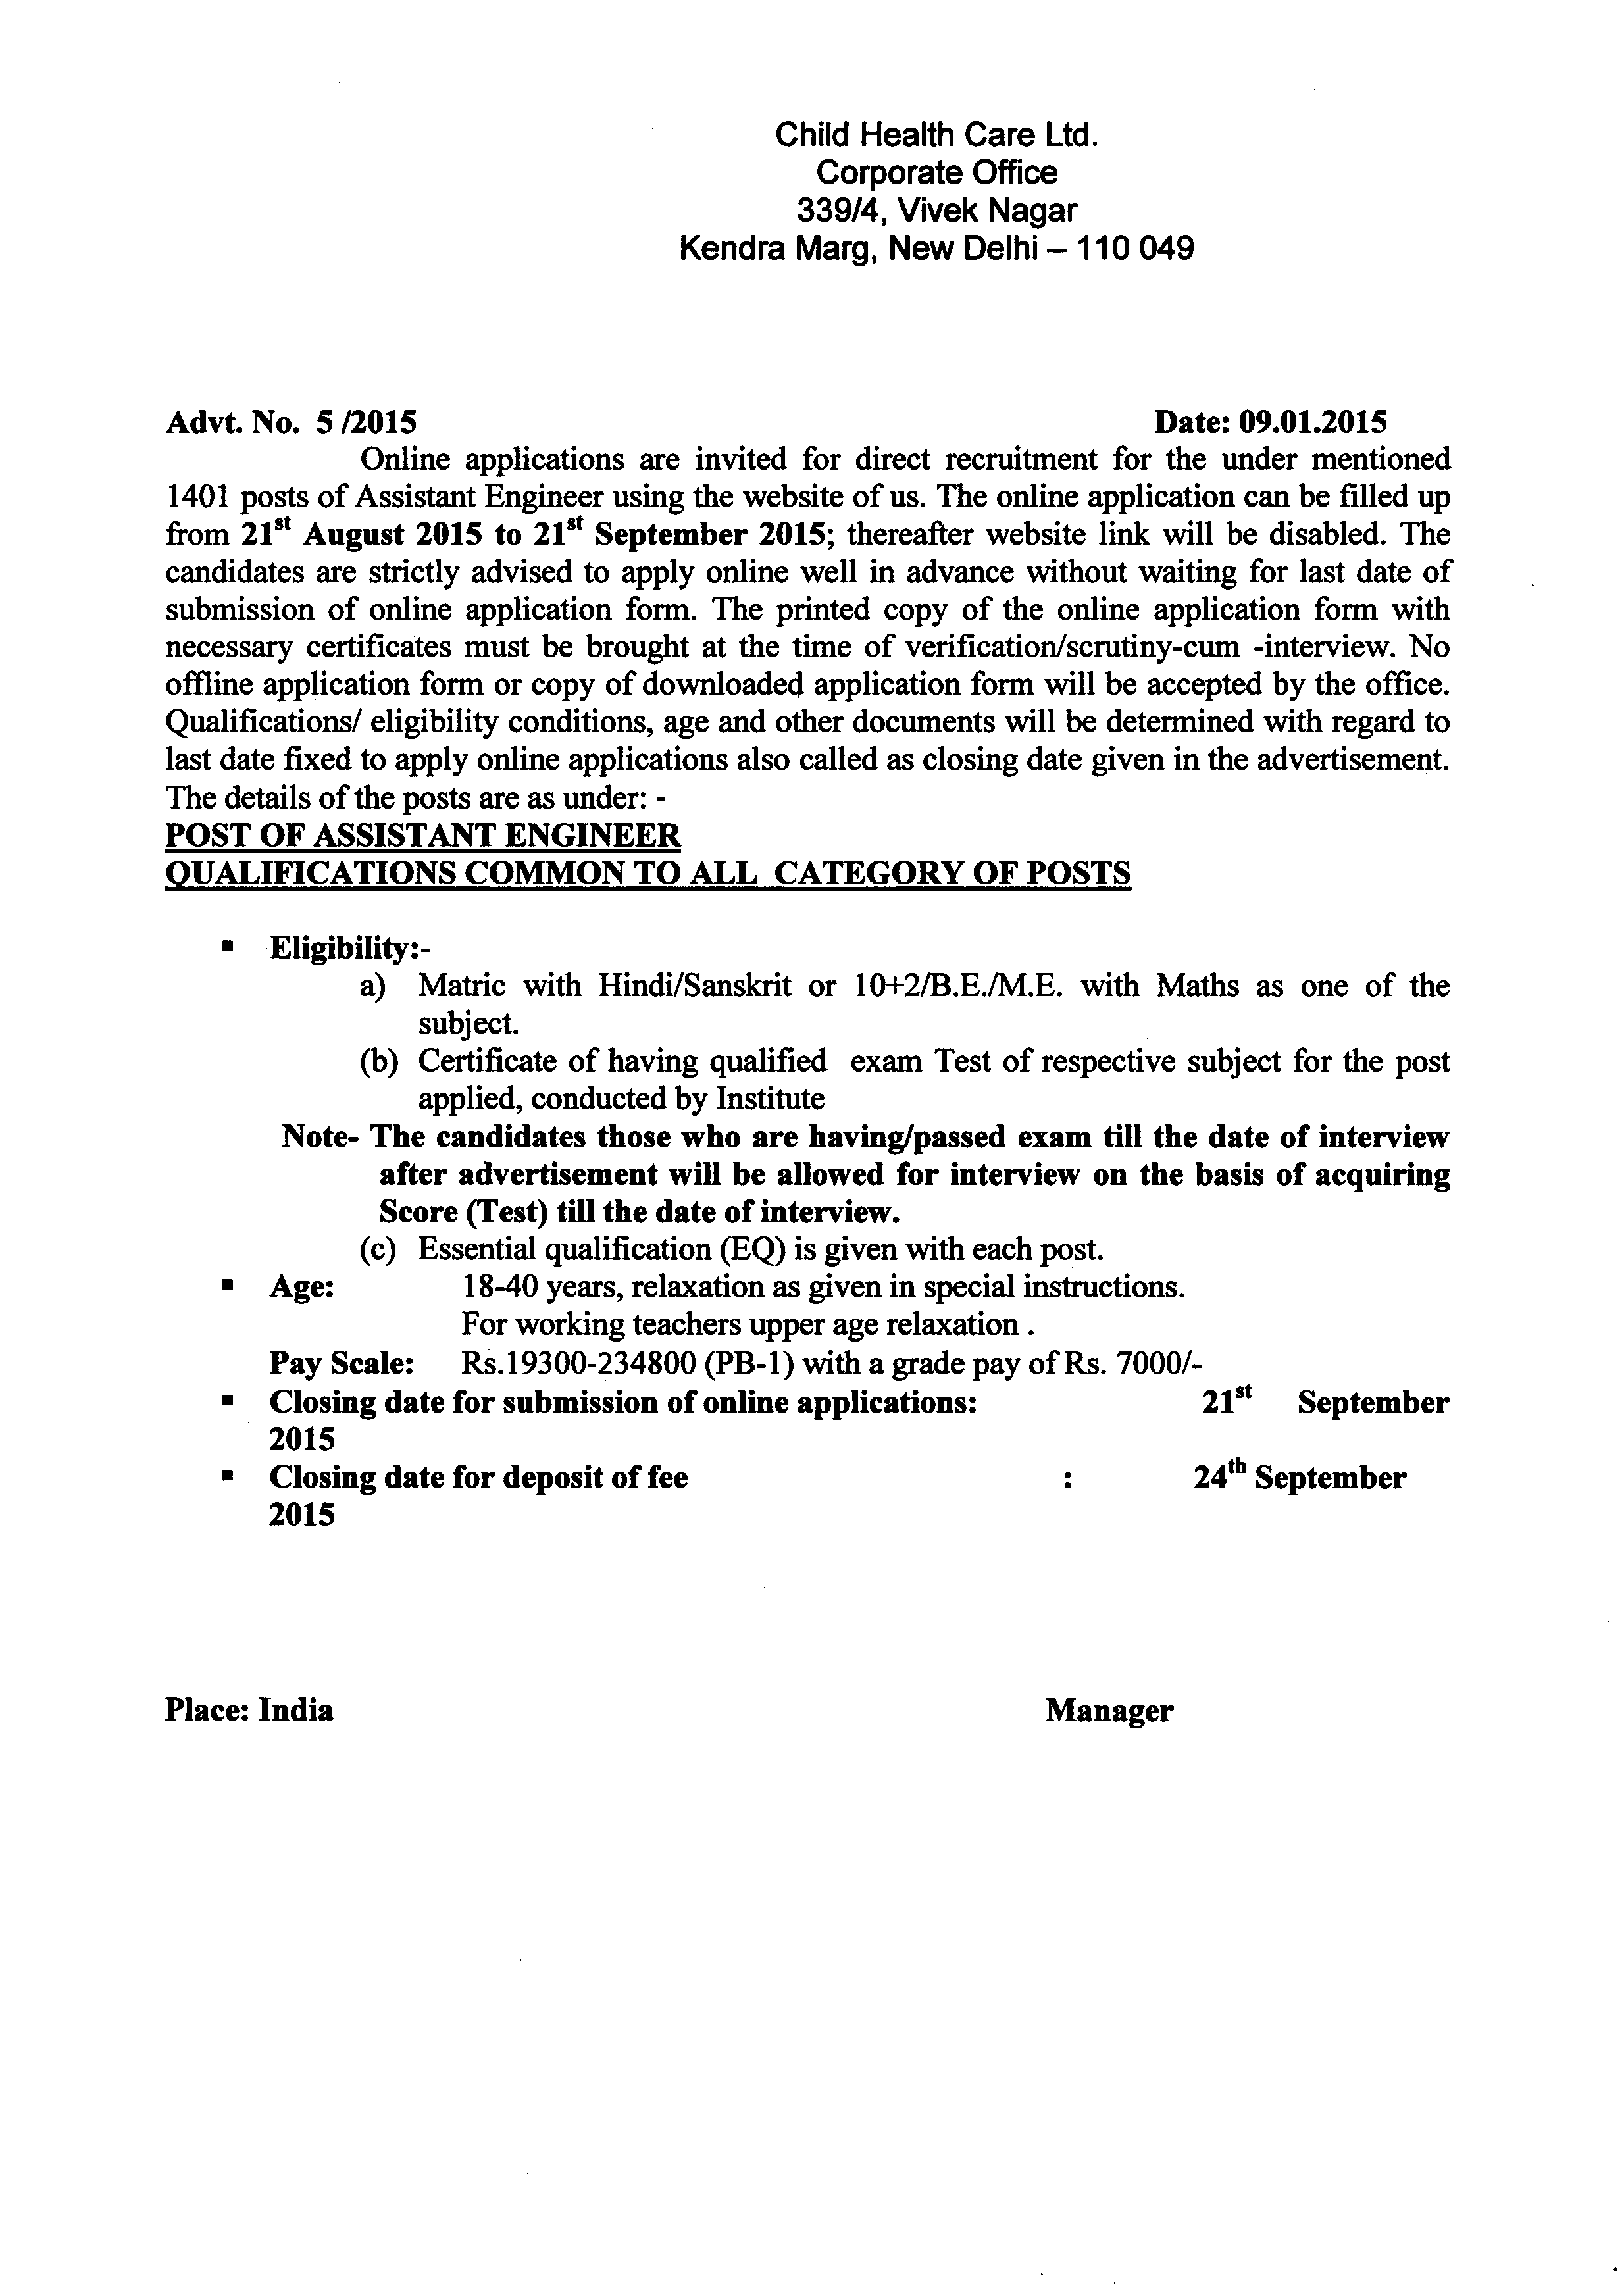 Child Health Care Ltd.
Corporate Office
339/4, Vivek Nagar
Kendra Marg, New Delhi – 110 049
Advt. No. 5 /2015 Date: 09.01.2015
Online applications are invited for direct recruitment for the under mentioned
1401 posts of Assistant Engineer using the website of us. The online application can be filled up
from 21st August 2015 to 21st September 2015; thereafter website link will be disabled. The
candidates are strictly advised to apply online well in advance without waiting for last date of
submission of online application form. The printed copy of the online application form with
necessary certificates must be brought at the time of verification/scrutiny-cum -interview. No
offline application form or copy of downloaded application form will be accepted by the office.
Qualifications/ eligibility conditions, age and other documents will be determined with regard to
last date fixed to apply online applications also called as closing date given in the advertisement.
The details of the posts are as under: -
POST OF ASSISTANT ENGINEER
QUALIFICATIONS COMMON TO ALL CATEGORY OF POSTS
▪ Eligibility:-
a) Matric with Hindi/Sanskrit or 10+2/B.E./M.E. with Maths as one of the
subject.
(b) Certificate of having qualified exam Test of respective subject for the post
applied, conducted by Institute
Note- The candidates those who are having/passed exam till the date of interview
after advertisement will be allowed for interview on the basis of acquiring
Score (Test) till the date of interview.
(c) Essential qualification (EQ) is given with each post.
▪ Age: 18-40 years, relaxation as given in special instructions.
For working teachers upper age relaxation .
Pay Scale: Rs.19300-234800 (PB-1) with a grade pay of Rs. 7000/-
▪ Closing date for submission of online applications: 21st September
2015
▪ Closing date for deposit of fee : 24th September
2015
Place: India Manager